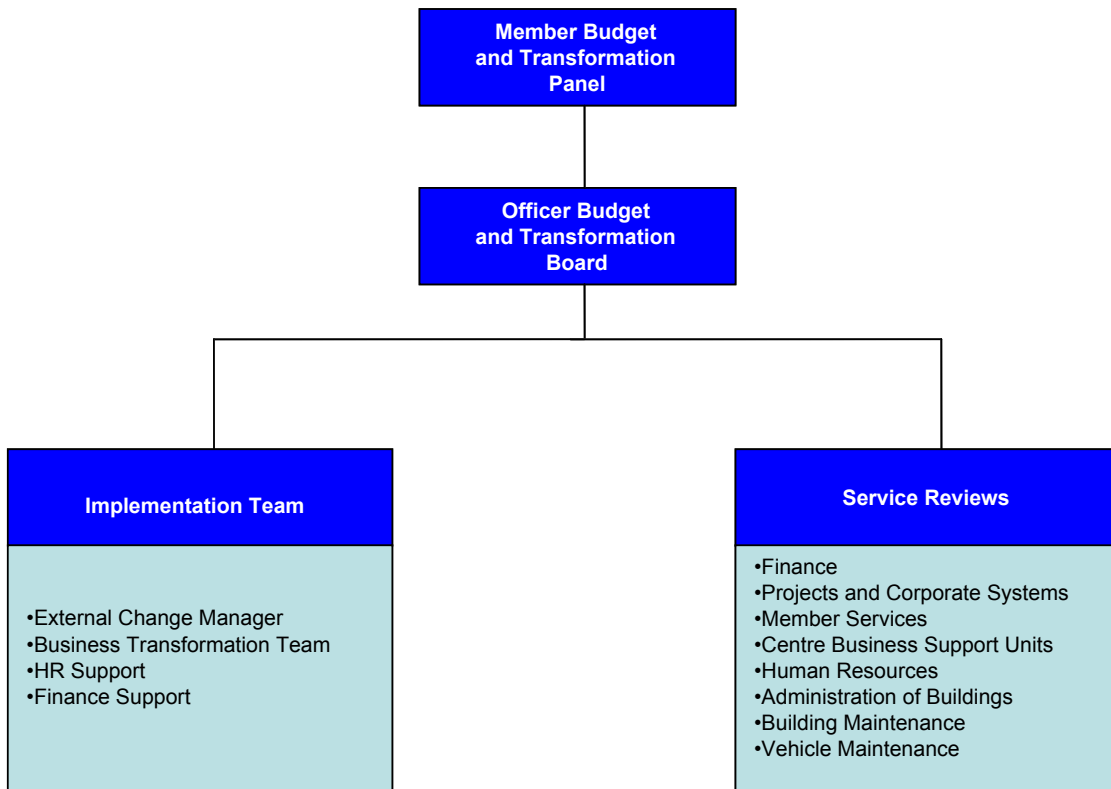 Member Budget
and Transformation
Panel
Officer Budget
and Transformation
Board
Implementation Team
•External Change Manager
•Business Transformation Team
•HR Support
•Finance Support
Service Reviews
•Finance
•Projects and Corporate Systems
•Member Services
•Centre Business Support Units
•Human Resources
•Administration of Buildings
•Building Maintenance
•Vehicle Maintenance